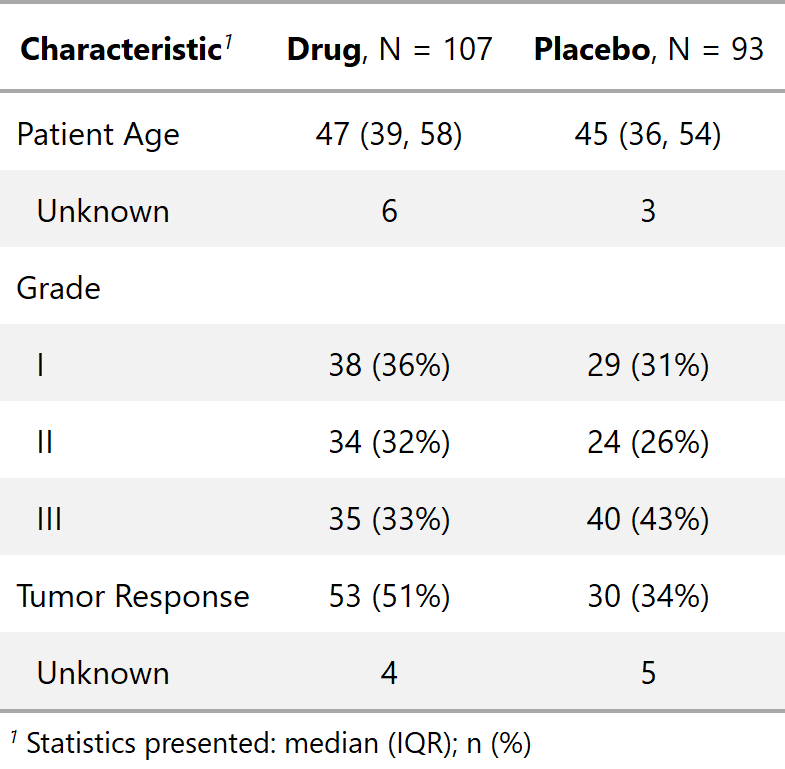 Characteristic¹ Drug, N = 107 Placebo, N = 93
Patient Age 47 (39, 58) 45 (36, 54)
Unknown 6 3
Grade
I 38 (36%) 29 (31%)
II 34 (32%) 24 (26%)
III 35 (33%) 40 (43%)
Tumor Response 53 (51%) 30 (34%)
Unknown 4 5
¹ Statistics presented: median (IQR); n (%)